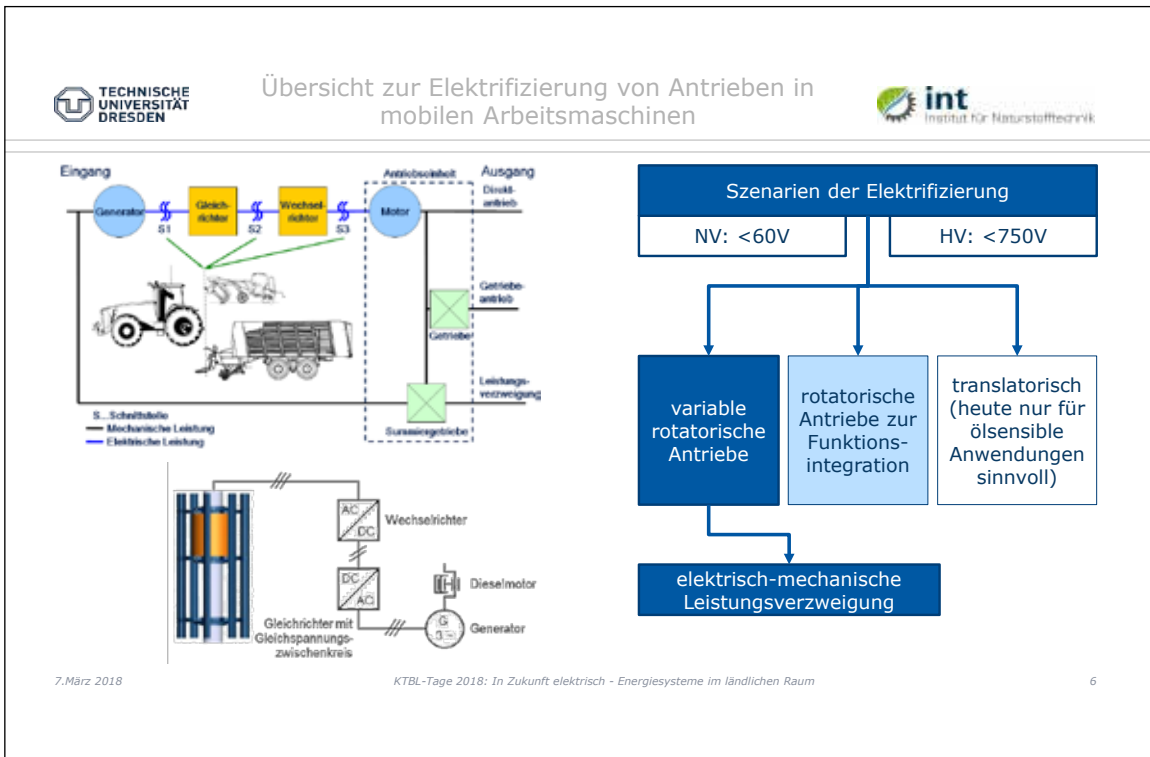 TECHNISCHE
UNIVERSITÄT
DRESDEN
Übersicht zur Elektrifizierung von Antrieben in
mobilen Arbeitsmaschinen
int
Institut für Naturstofftechnik
Eingang
Antriebseinheit
Ausgang
Direkt-
antrieb
Generator
Gleich-
richter
Wechsel-
richter
Motor
S1
S2
S3
Getriebe-
antrieb
Getriebe
Leistungs-
verzweigung
Summiergetriebe
S...Schnittstelle
Mechanische Leistung
Elektrische Leistung
AC
DC
Wechselrichter
DC
AC
Dieselmotor
G
3~
Generator
Gleichrichter mit
Gleichspannungs-
zwischenkreis
Szenarien der Elektrifizierung
NV: <60V
HV: <750V
variable
rotatorische
Antriebe
rotatorische
Antriebe zur
Funktions-
integration
translatorisch
(heute nur für
ölsensible
Anwendungen
sinnvoll)
elektrisch-mechanische
Leistungsverzweigung
7.März 2018
KTBL-Tage 2018: In Zukunft elektrisch - Energiesysteme im ländlichen Raum
6